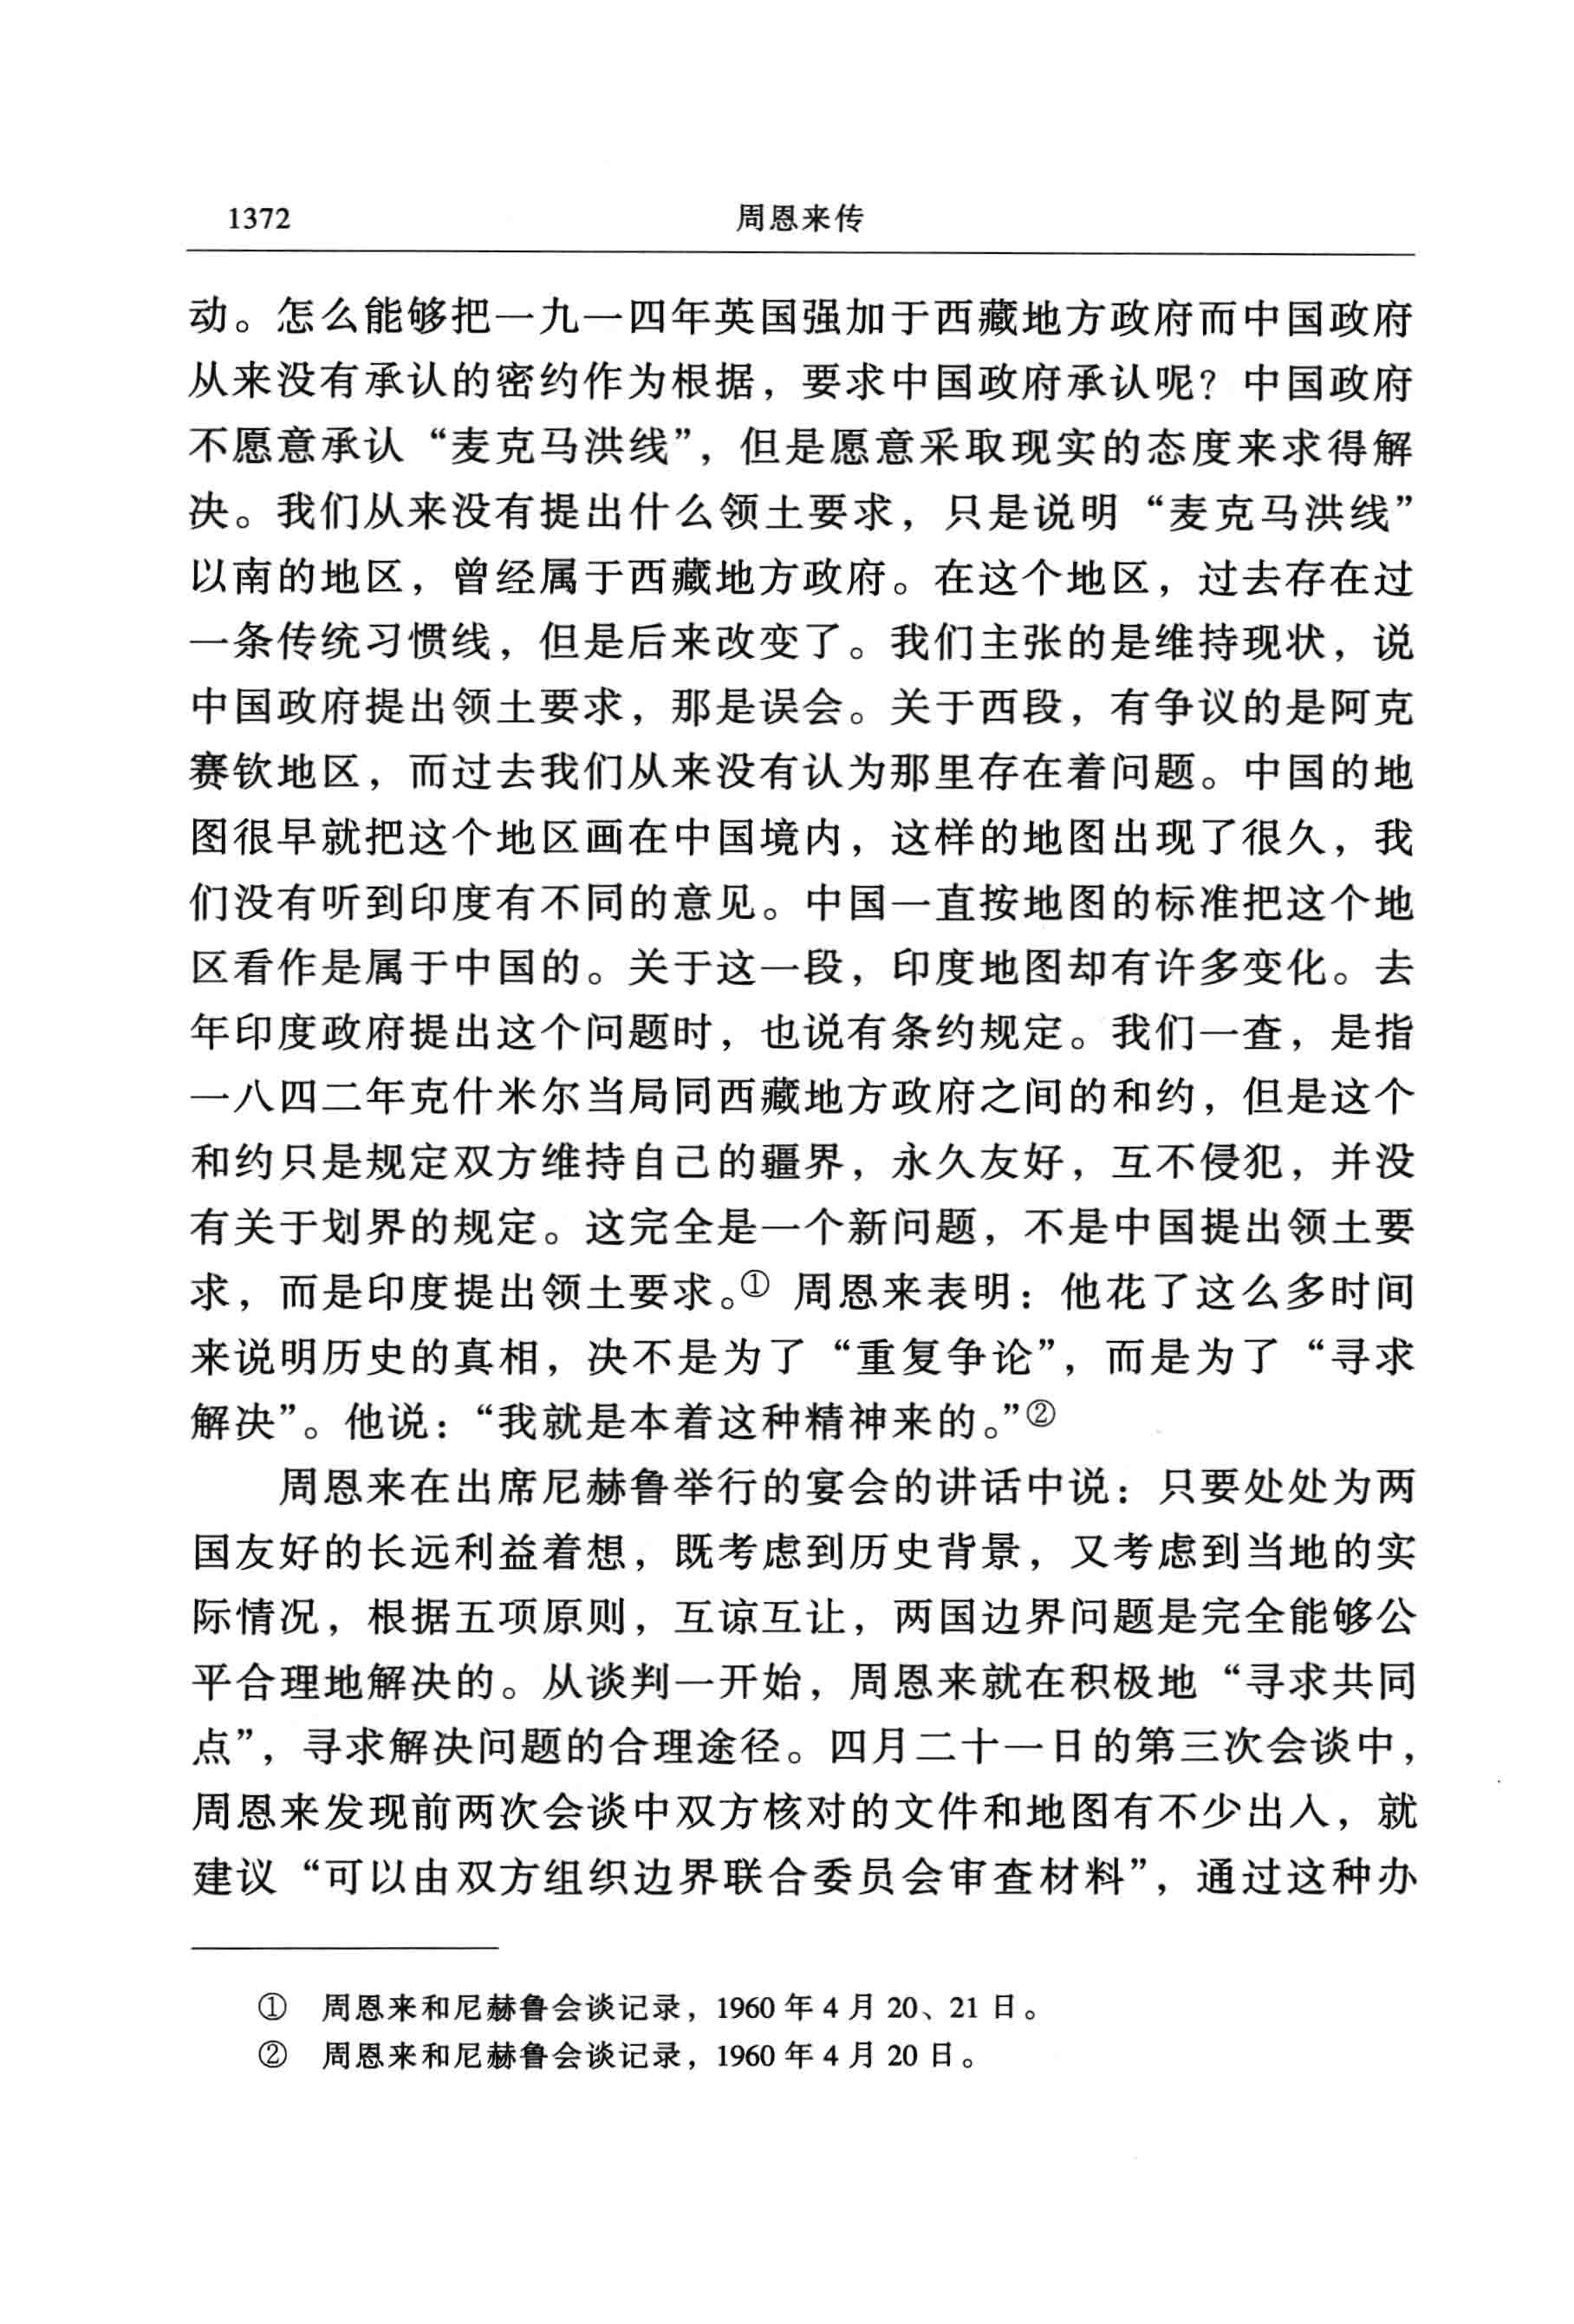 1372 周恩来传
动。怎么能够把一九一四年英国强加于西藏地方政府而中国政府
从来没有承认的密约作为根据，要求中国政府承认呢？中国政府
不愿意承认“麦克马洪线”，但是愿意采取现实的态度来求得解
决。我们从来没有提出什么领土要求，只是说明“麦克马洪线”
以南的地区，曾经属于西藏地方政府。在这个地区，过去存在过
一条传统习惯线，但是后来改变了。我们主张的是维持现状，说
中国政府提出领土要求，那是误会。关于西段，有争议的是阿克
赛钦地区，而过去我们从来没有认为那里存在着问题。中国的地
图很早就把这个地区画在中国境内，这样的地图出现了很久，我
们没有听到印度有不同的意见。中国一直按地图的标准把这个地
区看作是属于中国的。关于这一段，印度地图却有许多变化。去
年印度政府提出这个问题时，也说有条约规定。我们一查，是指
一八四二年克什米尔当局同西藏地方政府之间的和约，但是这个
和约只是规定双方维持自己的疆界，永久友好，互不侵犯，并没
有关于划界的规定。这完全是一个新问题，不是中国提出领土要
求，而是印度提出领土要求。① 周恩来表明：他花了这么多时间
来说明历史的真相，决不是为了“重复争论”，而是为了“寻求
解决”。他说：“我就是本着这种精神来的。”②
周恩来在出席尼赫鲁举行的宴会的讲话中说：只要处处为两
国友好的长远利益着想，既考虑到历史背景，又考虑到当地的实
际情况，根据五项原则，互谅互让，两国边界问题是完全能够公
平合理地解决的。从谈判一开始，周恩来就在积极地“寻求共同
点”，寻求解决问题的合理途径。四月二十一日的第三次会谈中，
周恩来发现前两次会谈中双方核对的文件和地图有不少出人，就
建议“可以由双方组织边界联合委员会审查材料”，通过这种办
① 周恩来和尼赫鲁会谈记录，1960 年 4 月 20、21 日。
② 周恩来和尼赫鲁会谈记录，1960 年 4 月 20 日。